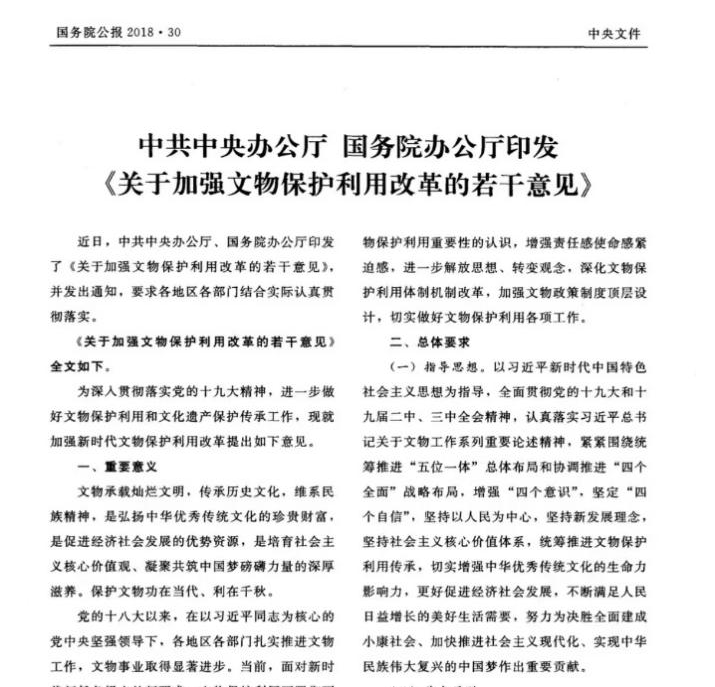 国务院公报 2018·30
中央文件
中共中央办公厅 国务院办公厅印发
《关于加强文物保护利用改革的若干意见》
近日，中共中央办公厅、国务院办公厅印发
了《关于加强文物保护利用改革的若干意见》，
并发出通知，要求各地区各部门结合实际认真贯
彻落实。
《关于加强文物保护利用改革的若干意见》
全文如下。
为深入贯彻落实党的十九大精神，进一步做
好文物保护利用和文化遗产保护传承工作，现就
加强新时代文物保护利用改革提出如下意见。
一、重要意义
文物承载灿烂文明，传承历史文化，维系民
族精神，是弘扬中华优秀传统文化的珍贵财富，
是促进经济社会发展的优势资源，是培育社会主
义核心价值观、凝聚共筑中国梦磅礴力量的深厚
滋养。保护文物功在当代、利在千秋。
党的十八大以来，在以习近平同志为核心的
党中央坚强领导下，各地区各部门扎实推进文物
工作，文物事业取得显著进步。当前，面对新时
物保护利用重要性的认识，增强责任感使命感紧
迫感，进一步解放思想、转变观念，深化文物保
护利用体制机制改革，加强文物政策制度顶层设
计，切实做好文物保护利用各项工作。
二、总体要求
（一）指导思想。以习近平新时代中国特色
社会主义思想为指导，全面贯彻党的十九大和十
九届二中、三中全会精神，认真落实习近平总书
记关于文物工作系列重要论述精神，紧紧围绕统
筹推进“五位一体”总体布局和协调推进“四个
全面”战略布局，增强“四个意识”，坚定“四
个自信”，坚持以人民为中心，坚持新发展理念，
坚持社会主义核心价值体系，统筹推进文物保护
利用传承，切实增强中华优秀传统文化的生命力
影响力，更好促进经济社会发展，不断满足人民
日益增长的美好生活需要，努力为决胜全面建成
小康社会、加快推进社会主义现代化、实现中华
民族伟大复兴的中国梦作出重要贡献。